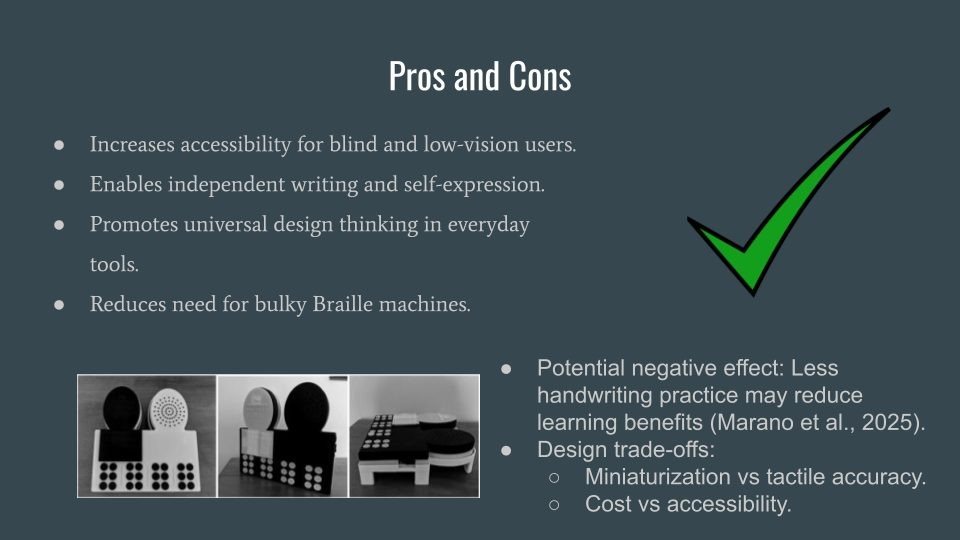 Pros and Cons
● Increases accessibility for blind and low-vision users.
● Enables independent writing and self-expression.
● Promotes universal design thinking in everyday
tools.
● Reduces need for bulky Braille machines.
● Potential negative effect: Less
handwriting practice may reduce
learning benefits (Marano et al., 2025).
● Design trade-offs:
○ Miniaturization vs tactile accuracy.
○ Cost vs accessibility.